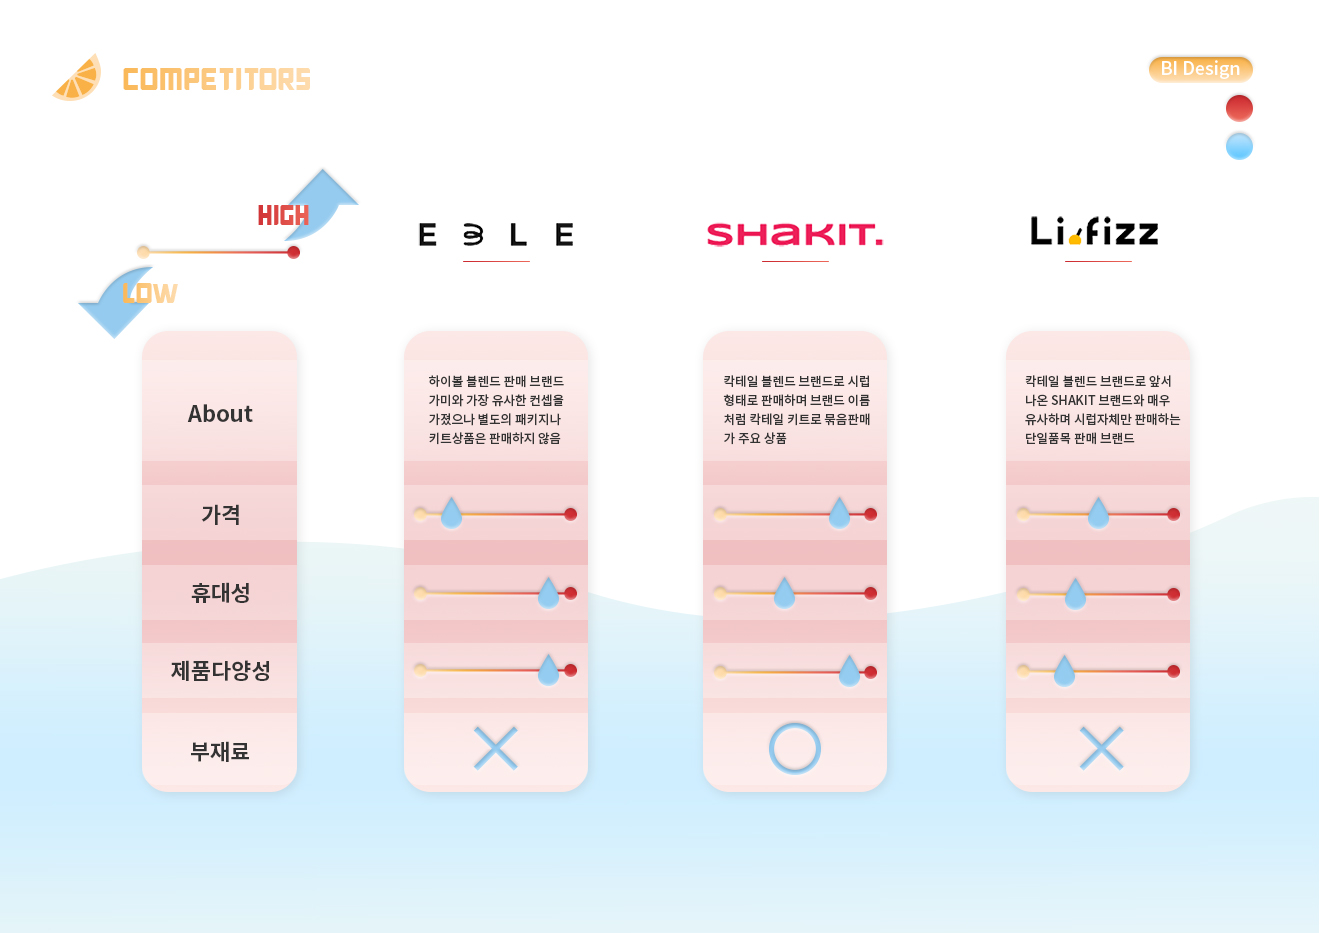 COMPETITORS
BI Design
HIGH
LOW
EBLE
SHAKIT.
Li.fizz
About
하이볼 블렌드 판매 브랜드
가미와 가장 유사한 컨셉을
가졌으나 별도의 패키지나
키트상품은 판매하지 않음
칵테일 블렌드 브랜드로 시럽
형태로 판매하며 브랜드 이름
처럼 칵테일 키트로 묶음판매
가 주요 상품
칵테일 블렌드 브랜드로 앞서
나온 SHAKIT 브랜드와 매우
유사하며 시럽자체만 판매하는
단일품목 판매 브랜드
가격
휴대성
제품다양성
부재료